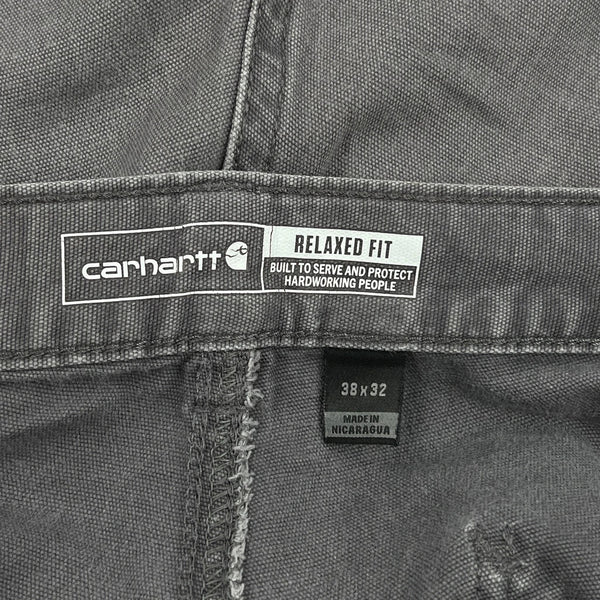 carhartt
RELAXED FIT
BUILT TO SERVE AND PROTECT
HARDWORKING PEOPLE
38 x 32
MADE IN
NICARAGUA